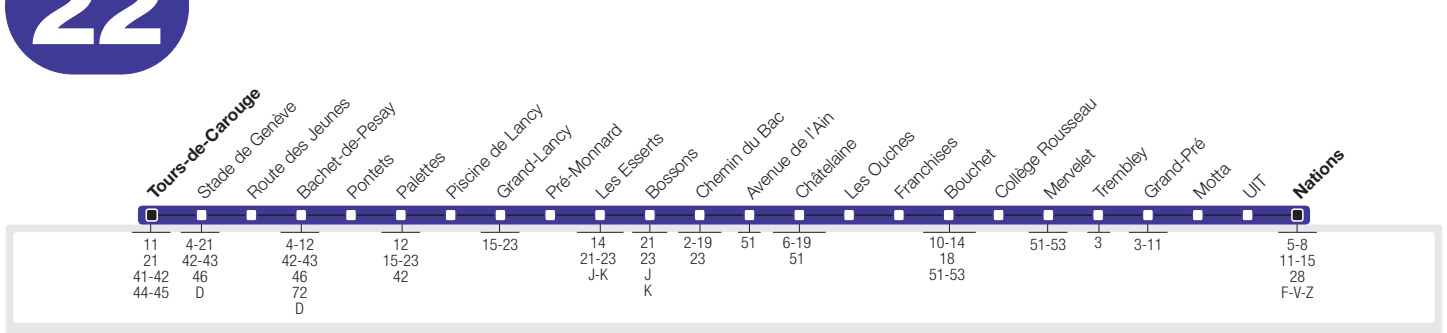 22
Tours-de-Carouge
Stade de Genève
Route des Jeunes
Bachet-de-Pesay
Pontets
Palettes
Piscine de Lancy
Grand-Lancy
Pré-Monnard
Les Esserts
Bossons
Chemin du Bac
Avenue de l'Ain
Châtelaine
Les Ouches
Franchises
Bouchet
Collège Rousseau
Mervelet
Trembley
Grand-Pré
Motta
UIT
Nations
11
21
41-42
44-45
4-21
42-43
46
D
4-12
42-43
46
72
D
12
15-23
42
15-23
14
21-23
J-K
21
23
J
K
2-19
23
51
6-19
51
10-14
18
51-53
51-53
3
3-11
5-8
11-15
28
F-V-Z